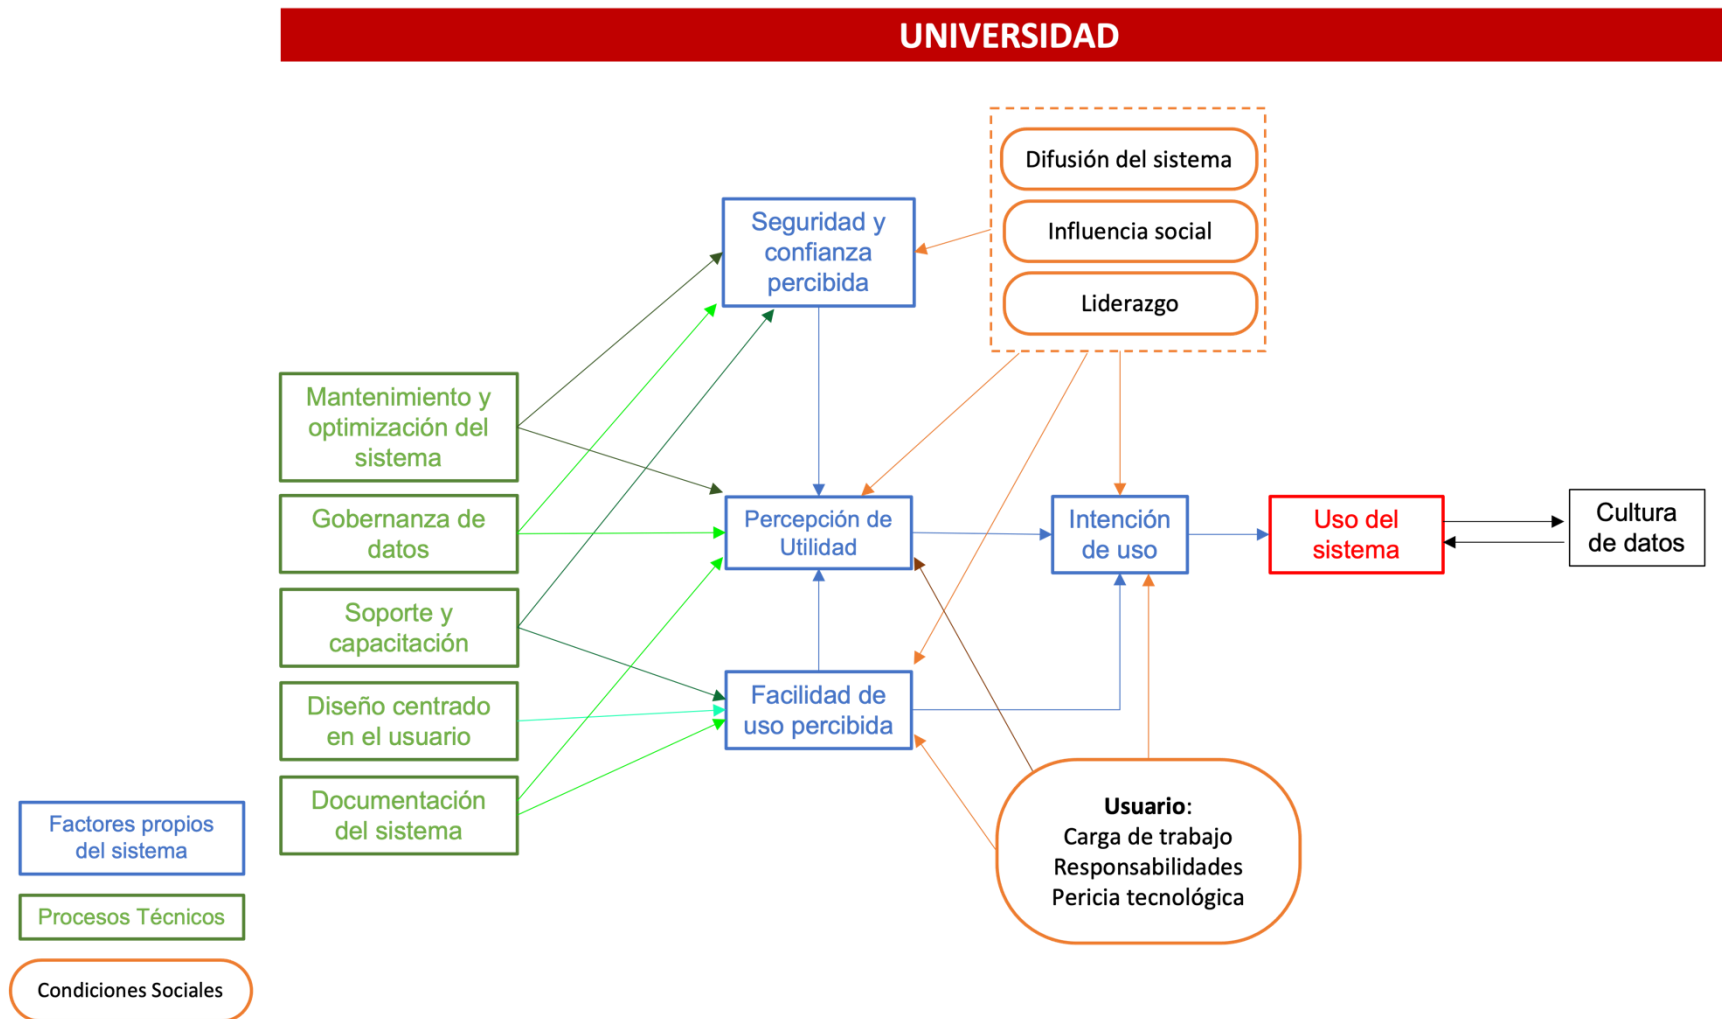 UNIVERSIDAD
Difusión del sistema
Influencia social
Liderazgo
Seguridad y
confianza
percibida
Mantenimiento y
optimización del
sistema
Gobernanza de
datos
Soporte y
capacitación
Diseño centrado
en el usuario
Documentación
del sistema
Percepción de
Utilidad
Facilidad de
uso percibida
Intención
de uso
Uso del
sistema
Cultura
de datos
Usuario:
Carga de trabajo
Responsabilidades
Pericia tecnológica
Factores propios
del sistema
Procesos Técnicos
Condiciones Sociales